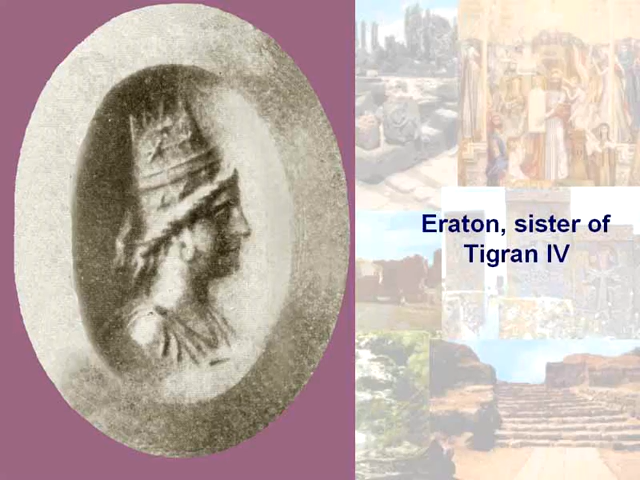 Eraton, sister of
Tigran IV